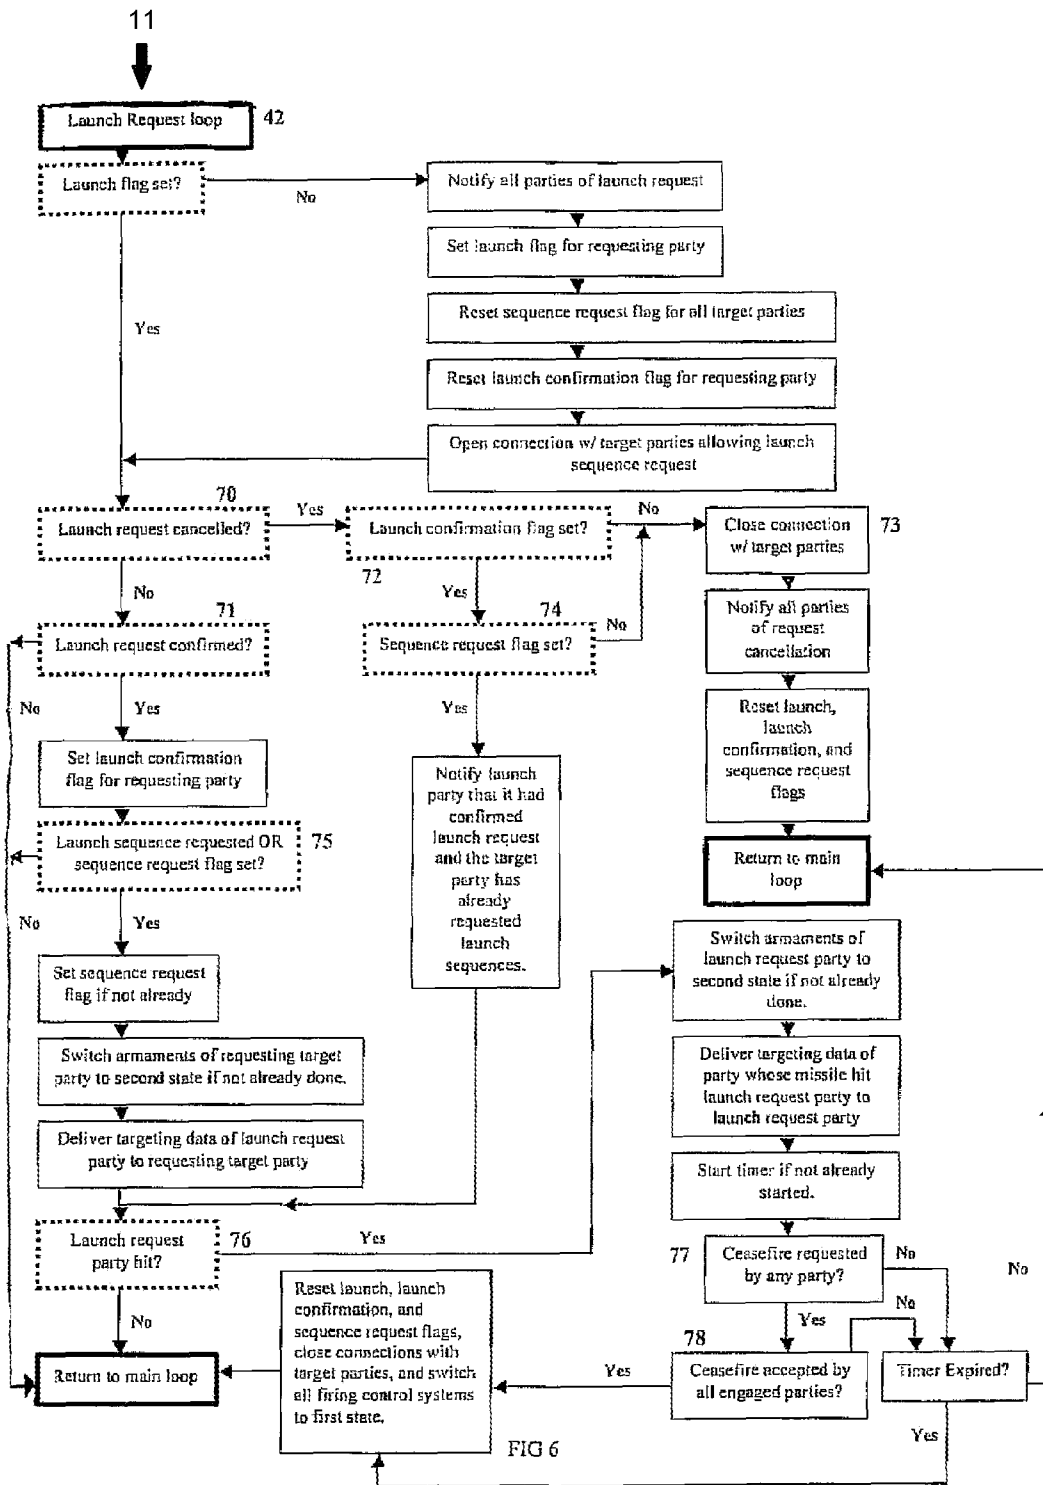 11
Launch Request loop
42
Launch flag set?
No
Notify all parties of launch request
Set launch flag for requesting party
Reset sequence request flag for all target parties
Yes
Reset launch confirmation flag for requesting party
Open connection w/ target parties allowing launch
sequence request
70
Launch request cancelled?
Yes
Launch confirmation flag set?
No
Close connection
w/ target parties
73
72
No
Yes
71
74
Launch request confirmed?
Sequence request flag set?
No
Notify all parties
of request
cancellation
No
Yes
Yes
Reset launch,
launch
confirmation, and
sequence request
flags
Set launch confirmation
flag for requesting party
Notify launch
party that it had
confirmed
launch request
and the target
party has
already
requested
launch
sequences.
Launch sequence requested OR
sequence request flag set?
75
Return to main
loop
No
Yes
Set sequence request
flag if not already
Switch armaments of
launch request party to
second state if not already
done.
Switch armaments of requesting target
party to second state if not already done.
Deliver targeting data of
party whose missile hit
launch request party to
launch request party
Deliver targeting data of launch request
party to requesting target party
Start timer if not already
started.
Launch request
party hit?
76
Yes
77
Ceasefire requested
by any party?
No
No
No
Yes
No
Reset launch, launch
confirmation, and
sequence request flags,
close connections with
target parties, and switch
all firing control systems
to first state.
78
Return to main loop
Yes
Ceasefire accepted by
all engaged parties?
Timer Expired?
Yes
FIG 6